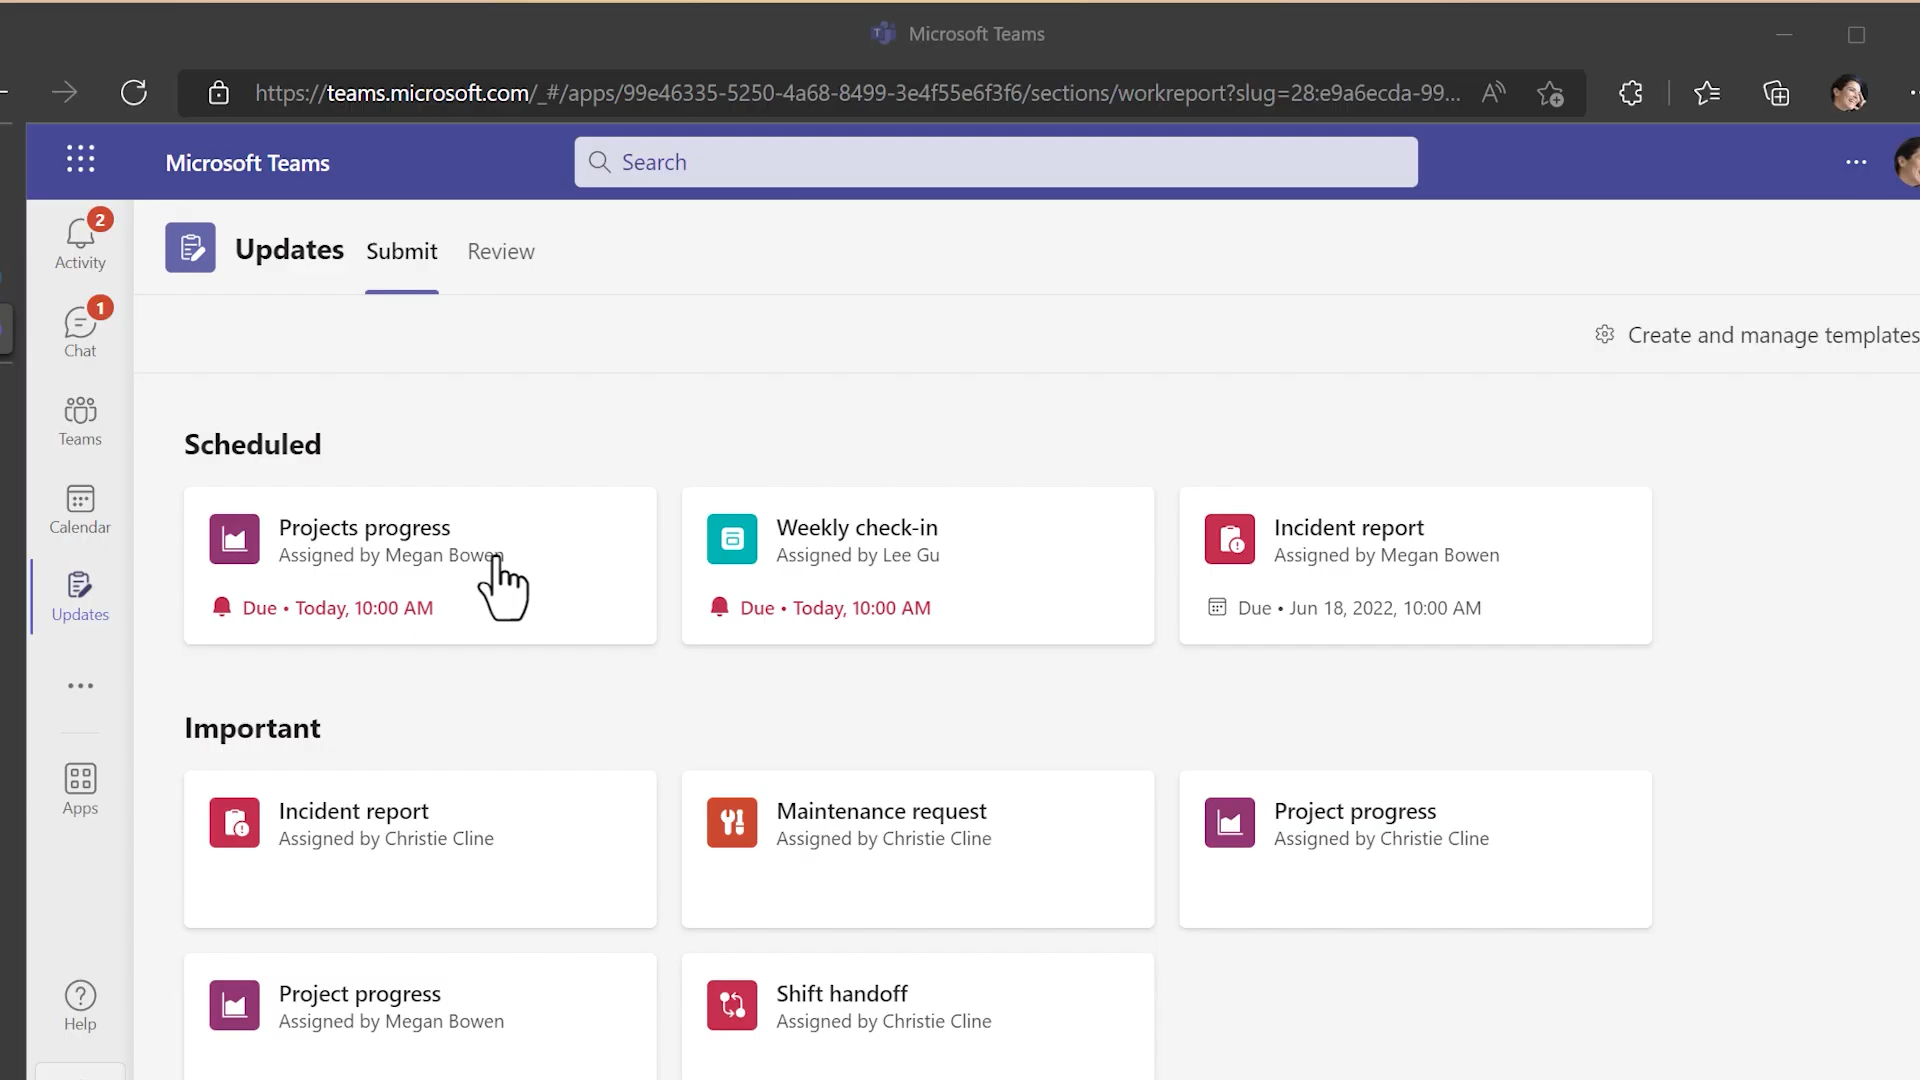 Microsoft Teams
https://teams.microsoft.com/_#/apps/99e46335-5250-4a68-8499-3e4f55e6f3f6/sections/workreport?slug=28:e9a6ecda-99...
Microsoft Teams
Search
2
Activity
1
Chat
Teams
Calendar
Updates
Apps
Help
Updates
Submit
Review
Create and manage templates
Scheduled
Projects progress
Assigned by Megan Bowen
Due • Today, 10:00 AM
Weekly check-in
Assigned by Lee Gu
Due • Today, 10:00 AM
Incident report
Assigned by Megan Bowen
Due • Jun 18, 2022, 10:00 AM
Important
Incident report
Assigned by Christie Cline
Maintenance request
Assigned by Christie Cline
Project progress
Assigned by Christie Cline
Project progress
Assigned by Megan Bowen
Shift handoff
Assigned by Christie Cline